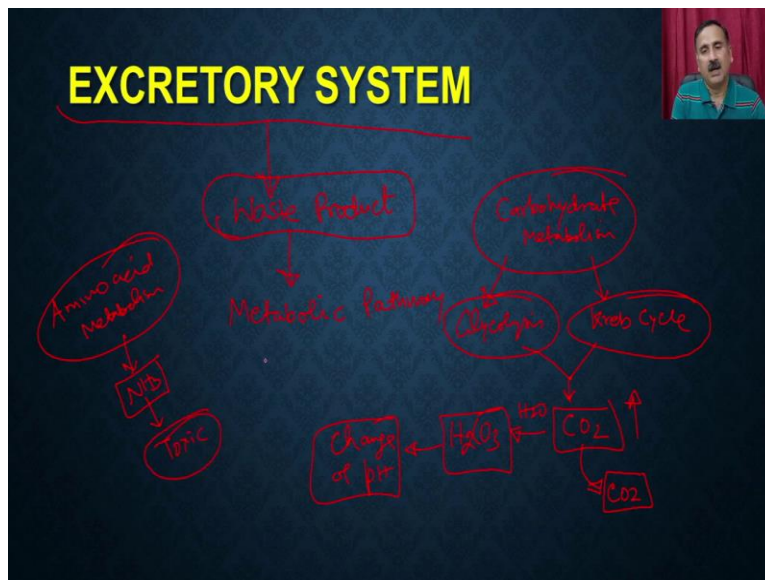 EXCRETORY SYSTEM
Waste Product
Metabolic Pathway
Carbohydrate
Metabolism
Glycolysis
Kreb Cycle
CO2
CO2
H2O
H2CO3
Change
of pH
Amino acid
Metabolism
NH3
Toxic